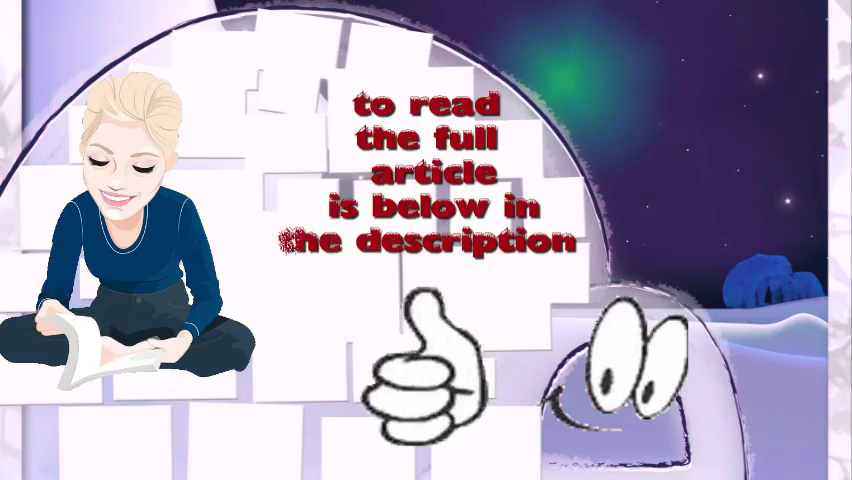 to read
the full
article
is below in
the description